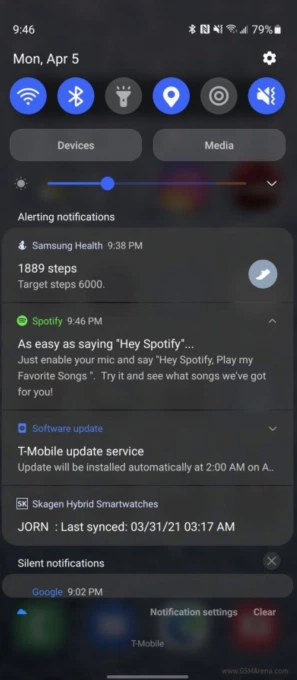 9:46
79%
Mon, Apr 5
Devices
Media
Alerting notifications
Samsung Health 9:38 PM
1889 steps
Target steps 6000.
Spotify 9:46 PM
As easy as saying "Hey Spotify"...
Just enable your mic and say "Hey Spotify, Play my
Favorite Songs ". Try it and see what songs we've got
for you!
Software update
T-Mobile update service
Update will be installed automatically at 2:00 AM on A..
SK Skagen Hybrid Smartwatches
JORN : Last synced: 03/31/21 03:17 AM
Silent notifications
Google 9:02 PM
Notification settings Clear
T-Mobile
www.GSMArena.com